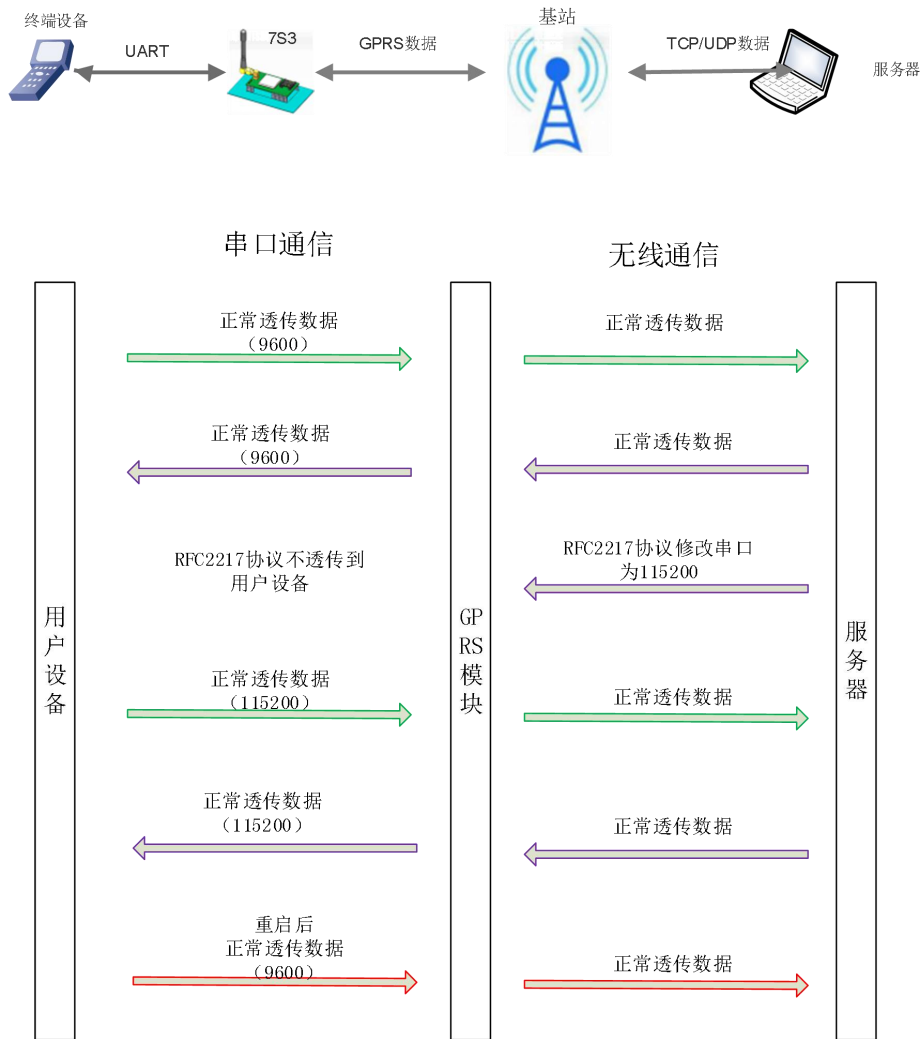 终端设备
UART
7S3
GPRS数据
基站
TCP/UDP数据
服务器
串口通信
无线通信
正常透传数据
（9600）
正常透传数据
正常透传数据
（9600）
正常透传数据
RFC2217协议不透传到
用户设备
RFC2217协议修改串口
为115200
用
户
设
备
GP
RS
模
块
服
务
器
正常透传数据
（115200）
正常透传数据
正常透传数据
（115200）
正常透传数据
重启后
正常透传数据
（9600）
正常透传数据